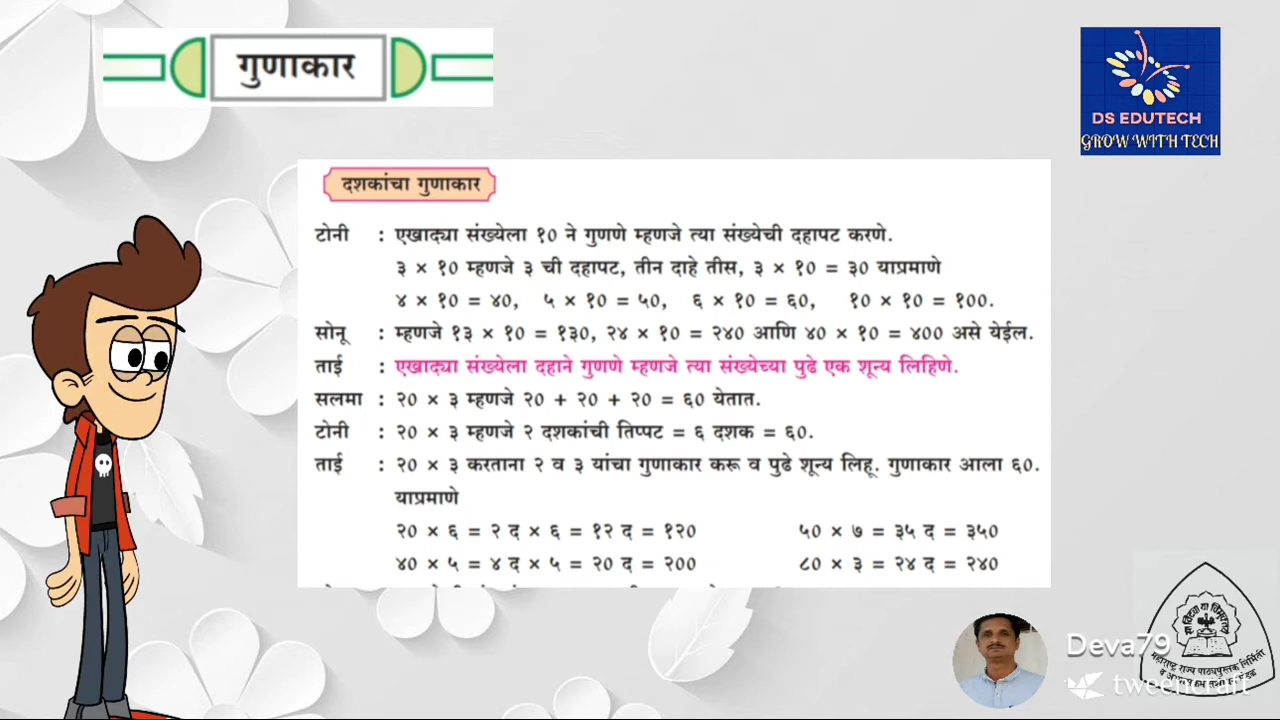 गुणाकार
DS EDUTECH
GROW WITH TECH
दशकांचा गुणाकार
टोनी : एखाद्या संख्येला १० ने गुणणे म्हणजे त्या संख्येची दहापट करणे.
३ × १० म्हणजे ३ ची दहापट, तीन दाहे तीस, ३ × १० = ३० याप्रमाणे
४ × १० = ४०, ५ × १० = ५०, ६ × १० = ६०, १० × १० = १००.
सोनू : म्हणजे १३ × १० = १३०, २४ × १० = २४० आणि ४० × १० = ४०० असे येईल.
ताई : एखाद्या संख्येला दहाने गुणणे म्हणजे त्या संख्येच्या पुढे एक शून्य लिहिणे.
सलमा : २० × ३ म्हणजे २० + २० + २० = ६० येतात.
टोनी : २० × ३ म्हणजे २ दशकांची तिप्पट = ६ दशक = ६०.
ताई : २० × ३ करताना २ व ३ यांचा गुणाकार करू व पुढे शून्य लिहू. गुणाकार आला ६०.
याप्रमाणे
२० × ६ = २ द × ६ = १२ द = १२० ५० × ७ = ३५ द = ३५०
४० × ५ = ४ द × ५ = २० द = २०० ८० × ३ = २४ द = २४०
Deva79
tweencraft
महाराष्ट्र राज्य पाठ्यपुस्तक निर्मिती